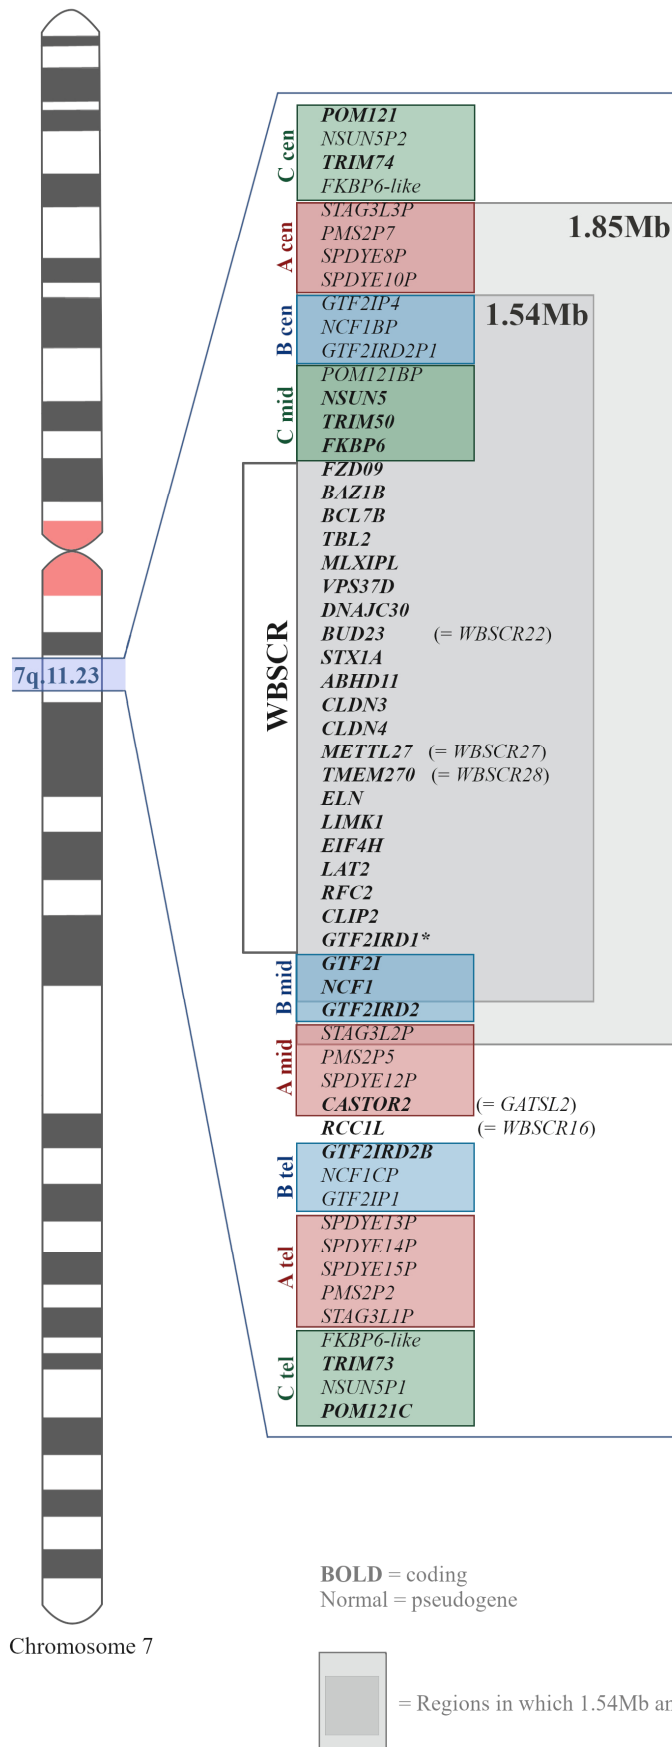 C cen
POM121
NSUN5P2
TRIM74
FKBP6-like
A cen
STAG3L3P
PMS2P7
SPDYE8P
SPDYE10P
1.85Mb
B cen
GTF2IP4
NCF1BP
GTF2IRD2P1
1.54Mb
C mid
POM121BP
NSUN5
TRIM50
FKBP6
WBSCR
FZD09
BAZ1B
BCL7B
TBL2
MLXIPL
VPS37D
DNAJC30
BUD23 (= WBSCR22)
STX1A
ABHD11
CLDN3
CLDN4
METTL27 (= WBSCR27)
TMEM270 (= WBSCR28)
ELN
LIMK1
EIF4H
LAT2
RFC2
CLIP2
GTF2IRD1*
7q.11.23
B mid
GTF2I
NCF1
GTF2IRD2
A mid
STAG3L2P
PMS2P5
SPDYE12P
CASTOR2 (= GATSL2)
RCC1L (= WBSCR16)
B tel
GTF2IRD2B
NCF1CP
GTF2IP1
A tel
SPDYE13P
SPDYE14P
SPDYE15P
PMS2P2
STAG3L1P
C tel
FKBP6-like
TRIM73
NSUN5P1
POM121C
BOLD = coding
Normal = pseudogene
Chromosome 7
= Regions in which 1.54Mb an